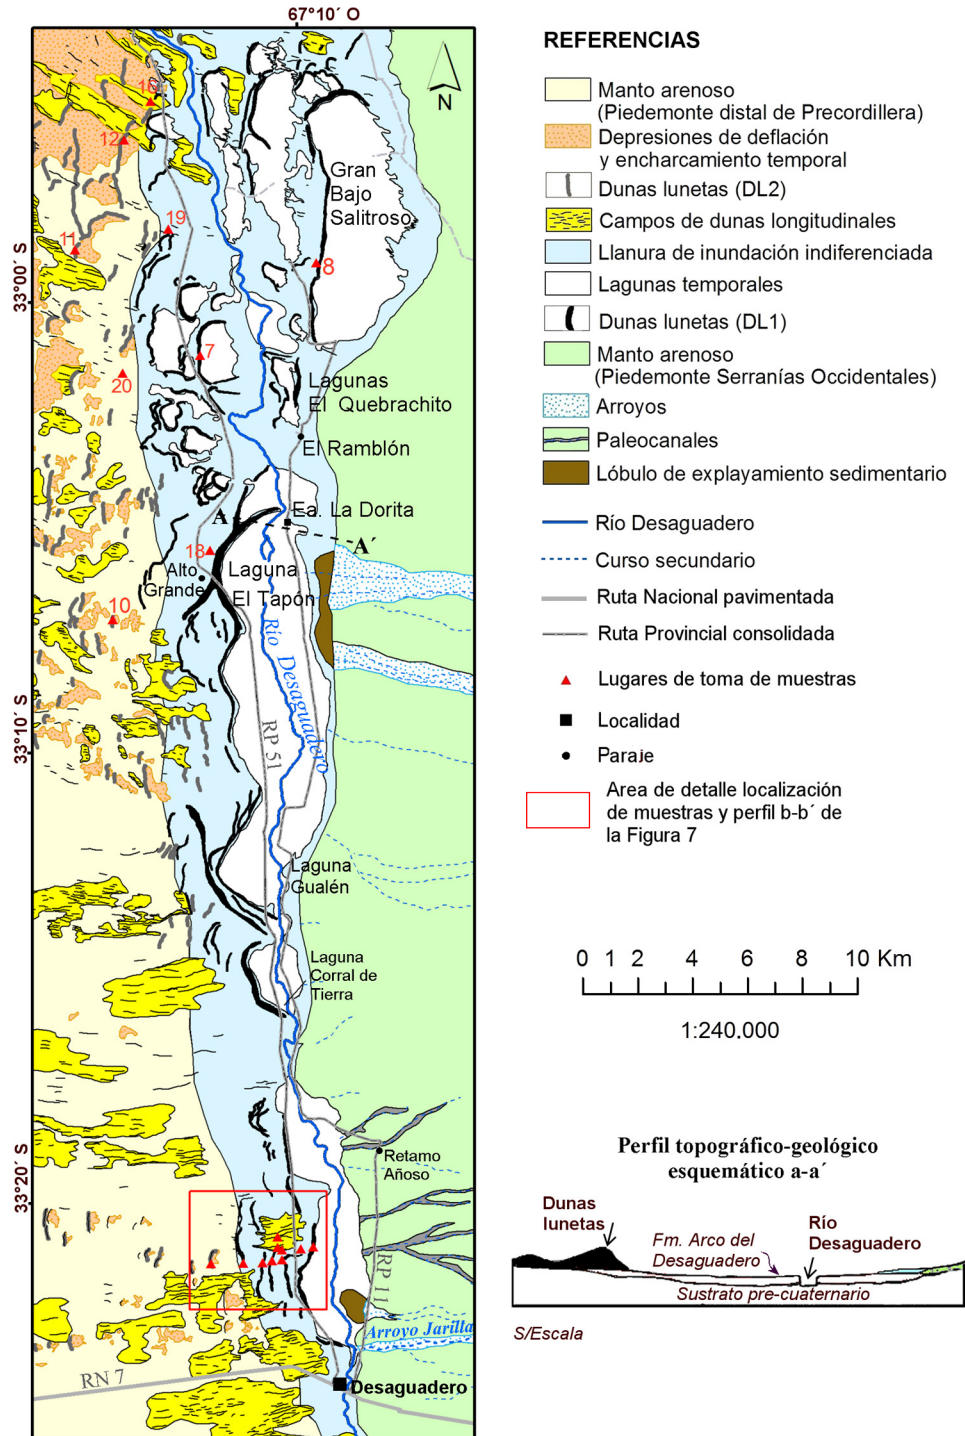 67°10´ O
N
16
12
Gran
Bajo
Salitroso
19
11
8
33°00´ S
7
20
Lagunas
El Quebrachito
El Ramblón
A
Ea. La Dorita
A´
18
Alto
Grande
Laguna
El Tapón
10
Río Desaguadero
RP 51
33°10´ S
Laguna
Gualén
Laguna
Corral de
Tierra
Retamo
Añoso
33°20´ S
RP 11
Arroyo Jarilla
RN 7
Desaguadero
REFERENCIAS
Manto arenoso
(Piedemonte distal de Precordillera)
Depresiones de deflación
y encharcamiento temporal
Dunas lunetas (DL2)
Campos de dunas longitudinales
Llanura de inundación indiferenciada
Lagunas temporales
Dunas lunetas (DL1)
Manto arenoso
(Piedemonte Serranías Occidentales)
Arroyos
Paleocanales
Lóbulo de explayamiento sedimentario
Río Desaguadero
Curso secundario
Ruta Nacional pavimentada
Ruta Provincial consolidada
Lugares de toma de muestras
Localidad
Paraje
Area de detalle localización
de muestras y perfil b-b´ de
la Figura 7
0 1 2 4 6 8 10 Km
1:240.000
Perfil topográfico-geológico
esquemático a-a´
Dunas
lunetas
Fm. Arco del
Desaguadero
Río
Desaguadero
Sustrato pre-cuaternario
S/Escala